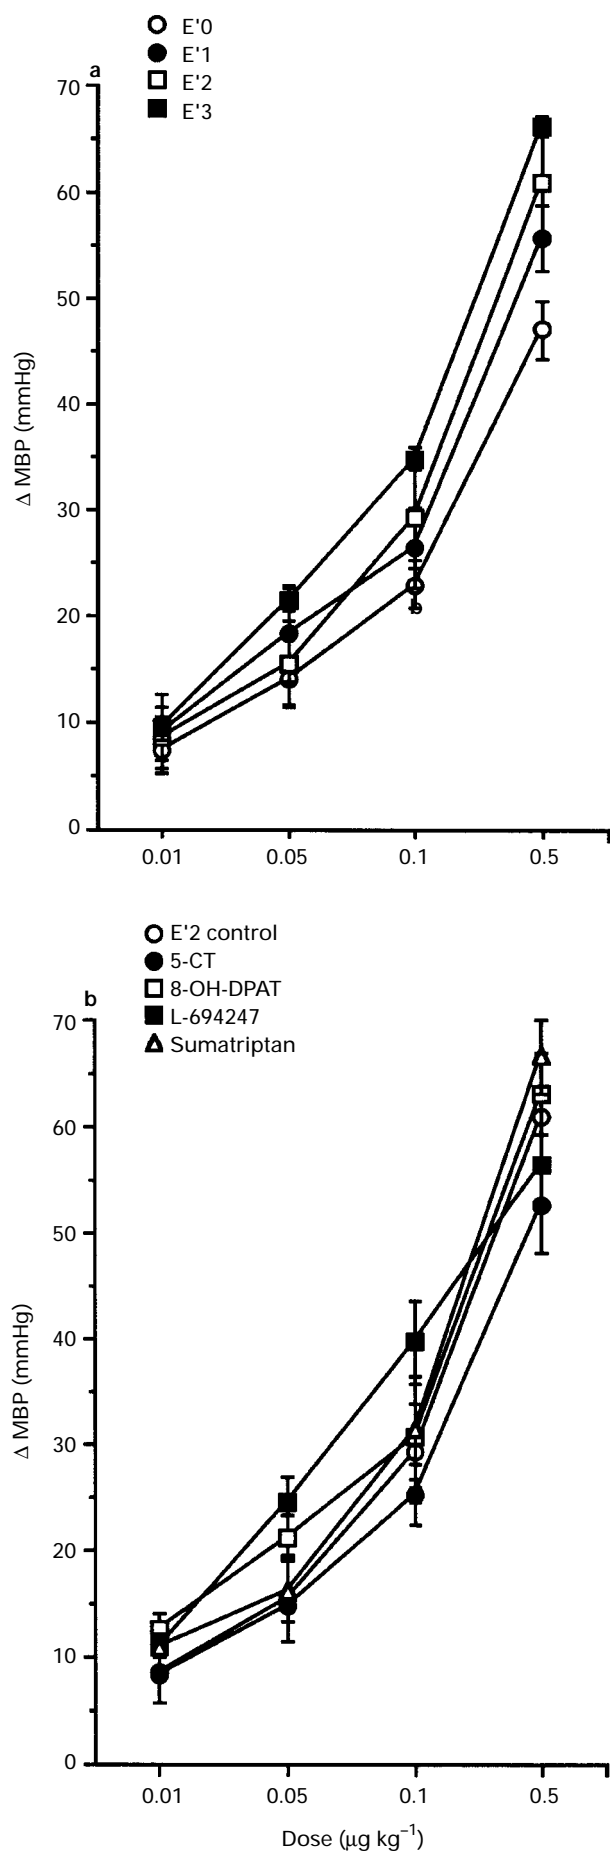 E'0
E'1
E'2
E'3
a
70
60
50
40
30
20
10
0
Δ MBP (mmHg)
0.01 0.05 0.1 0.5
E'2 control
5-CT
8-OH-DPAT
L-694247
Sumatriptan
b
70
60
50
40
30
20
10
0
Δ MBP (mmHg)
0.01 0.05 0.1 0.5
Dose (μg kg⁻¹)